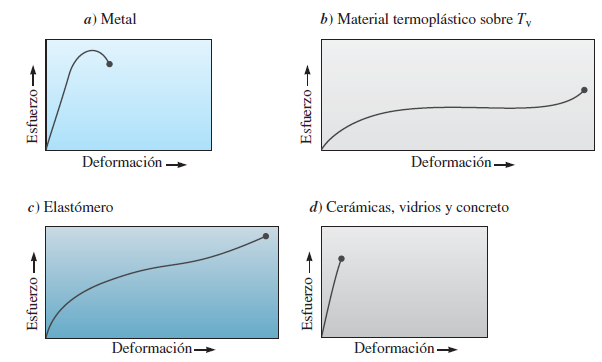 a) Metal
b) Material termoplástico sobre Tv
Esfuerzo
Deformación
Esfuerzo
Deformación
c) Elastómero
d) Cerámicas, vidrios y concreto
Esfuerzo
Deformación
Esfuerzo
Deformación